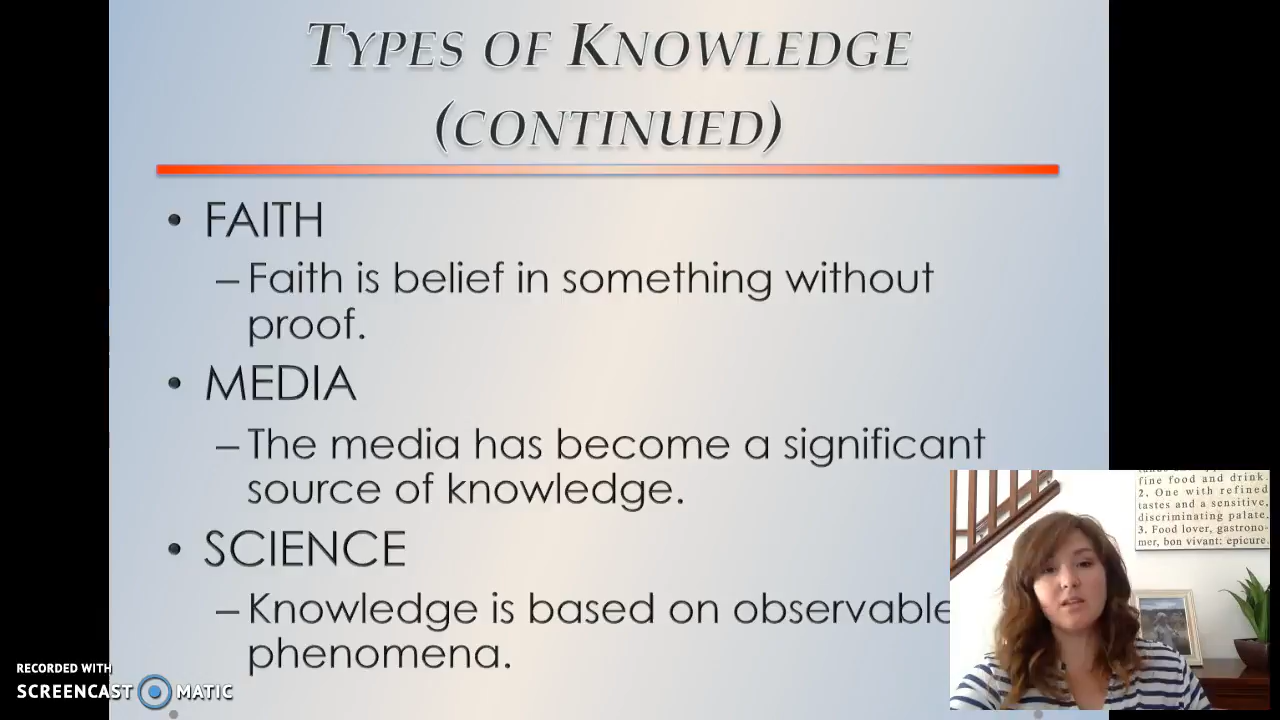 TYPES OF KNOWLEDGE
(CONTINUED)
• FAITH
– Faith is belief in something without
proof.
• MEDIA
– The media has become a significant
source of knowledge.
• SCIENCE
– Knowledge is based on observable
phenomena.
fine food and drink.
2. One with refined
tastes and a sensitive,
discriminating palate.
3. Food lover, gastrono-
mer, bon vivant: epicure.
RECORDED WITH
SCREENCAST MATIC